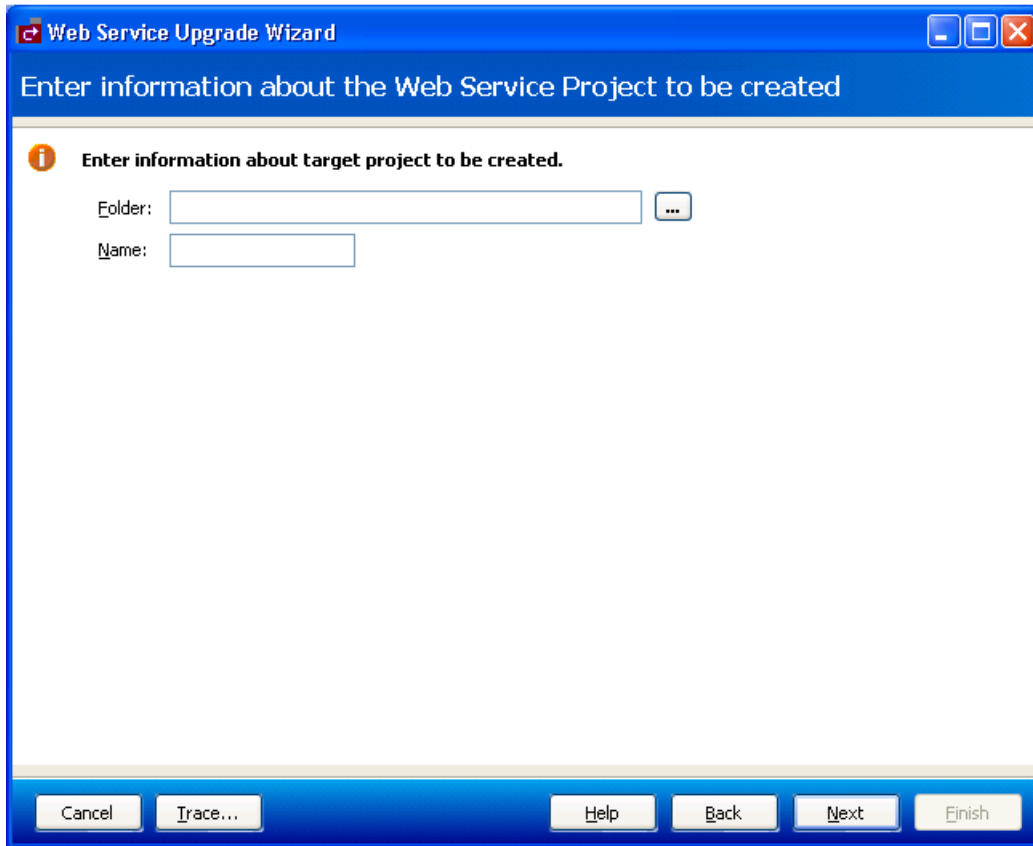 Web Service Upgrade Wizard
Enter information about the Web Service Project to be created
Enter information about target project to be created.
Folder:
...
Name:
Cancel
Trace...
Help
Back
Next
Finish